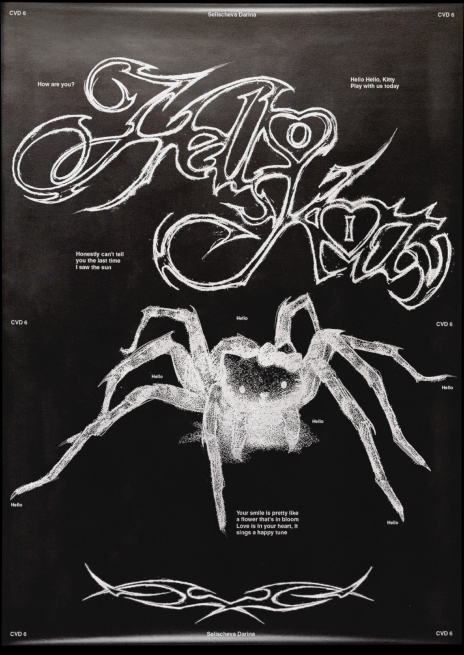 CVD 6
Selischeva Darina
CVD 6
How are you?
Hello Hello, Kitty
Play with us today
Hello
Kitty
Honestly can't tell
you the last time
I saw the sun
CVD 6
Hello
CVD 6
Hello
Hello
Hello
Hello
Your smile is pretty like
a flower that's in bloom
Love is in your heart, it
sings a happy tune
Hello
CVD 6
Selischeva Darina
CVD 6